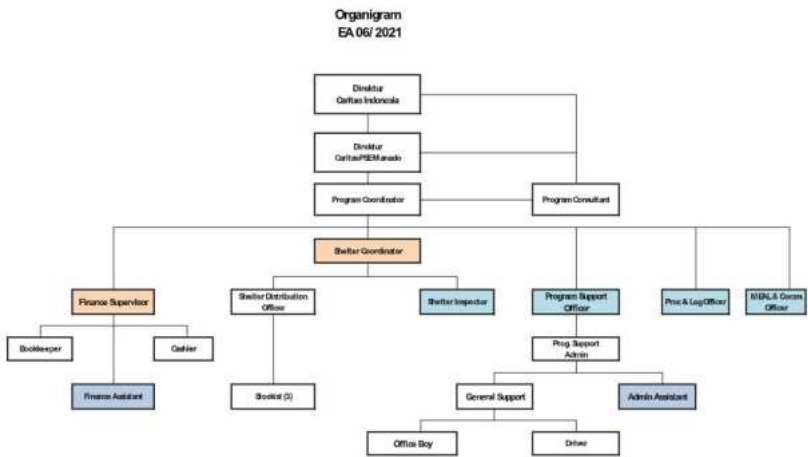 Organigram
EA 06/ 2021
Direktur
Caritas Indonesia
Direktur
Caritas PSE Manado
Program Coordinator
Program Consultant
Shelter Coordinator
Finance Supervisor
Shelter Distribution
Officer
Shelter Inspector
Program Support
Officer
Proc & Log Officer
MEAL & Comm
Officer
Bookkeeper
Cashier
Prog. Support
Admin
Finance Assistant
(3)
General Support
Admin Assistant
Office Boy
Driver